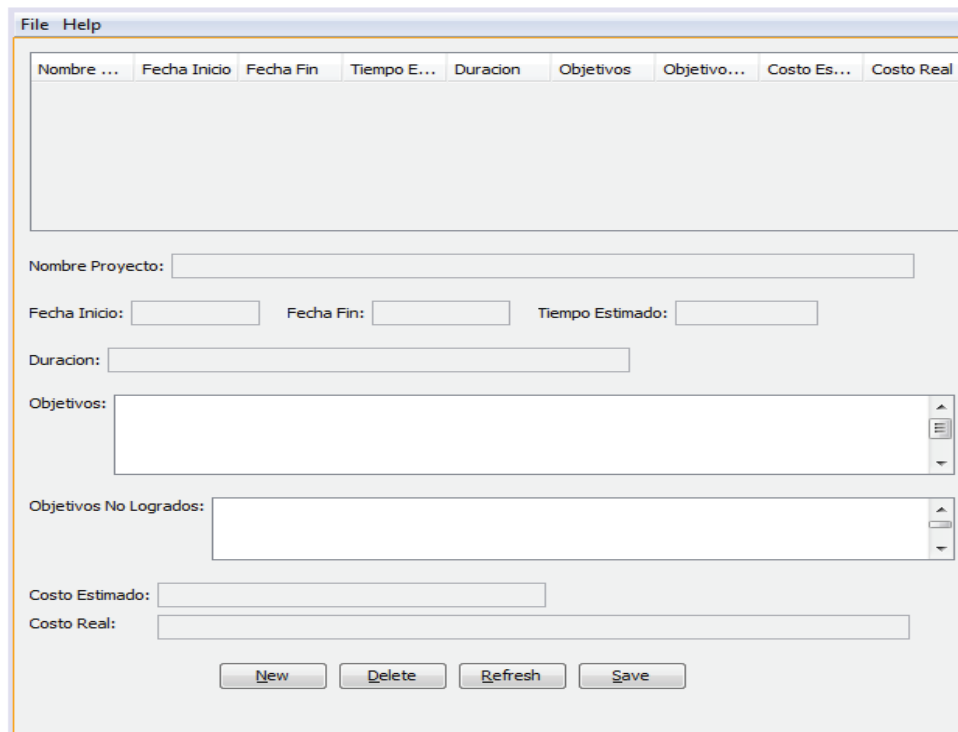 File Help
Nombre ... Fecha Inicio Fecha Fin Tiempo E... Duracion Objetivos Objetivo... Costo Es... Costo Real
Nombre Proyecto:
Fecha Inicio: Fecha Fin: Tiempo Estimado:
Duracion:
Objetivos:
Objetivos No Logrados:
Costo Estimado:
Costo Real:
New Delete Refresh Save